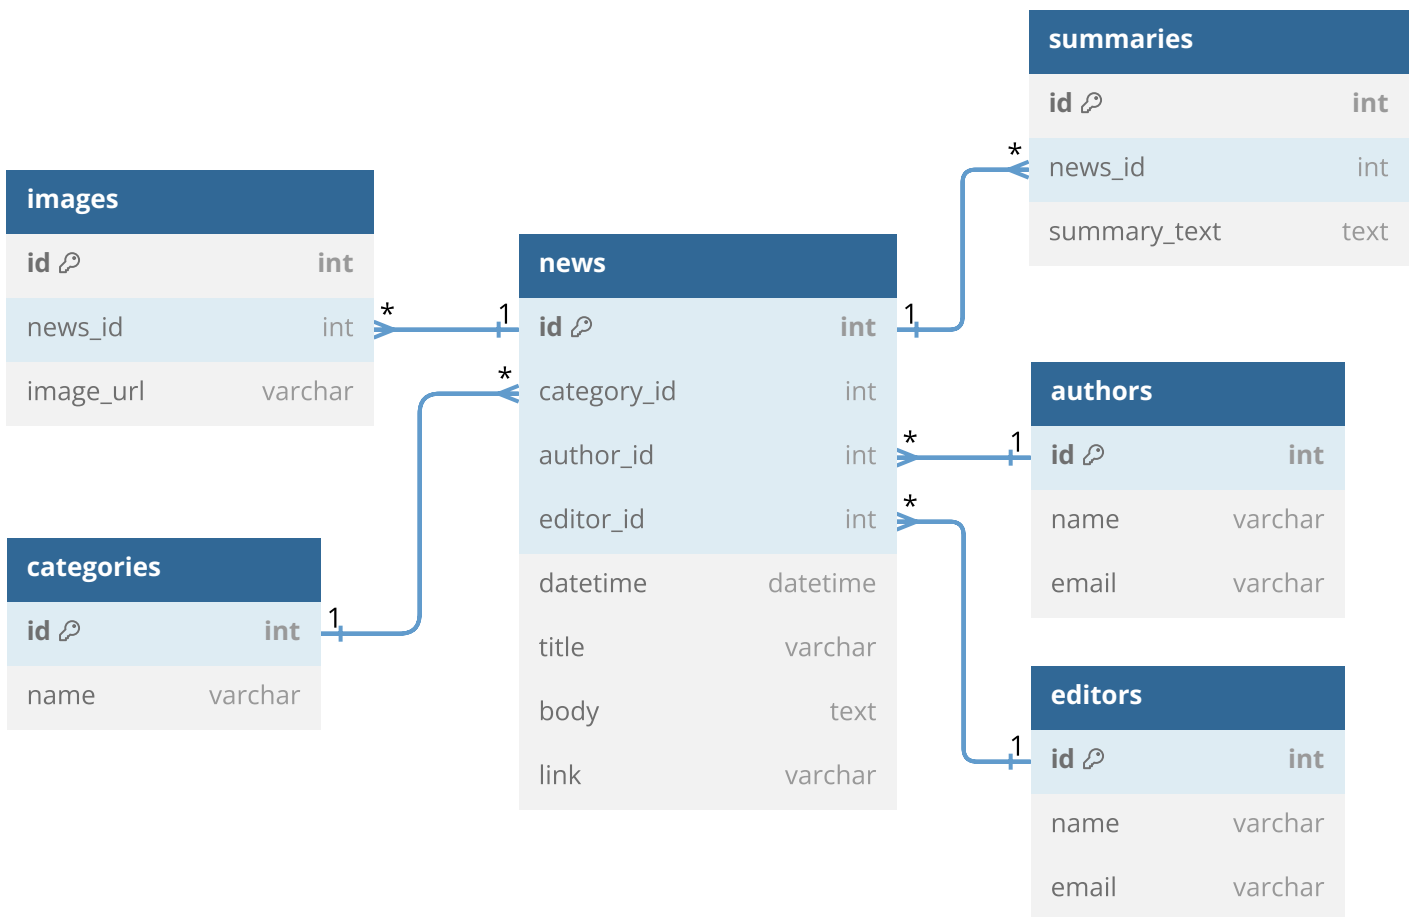 summaries
id int
news_id int
summary_text text
images
id int
news_id int
image_url varchar
news
id int
category_id int
author_id int
editor_id int
datetime datetime
title varchar
body text
link varchar
authors
id int
name varchar
email varchar
categories
id int
name varchar
editors
id int
name varchar
email varchar
* 1
1 *
* 1
* 1
* 1